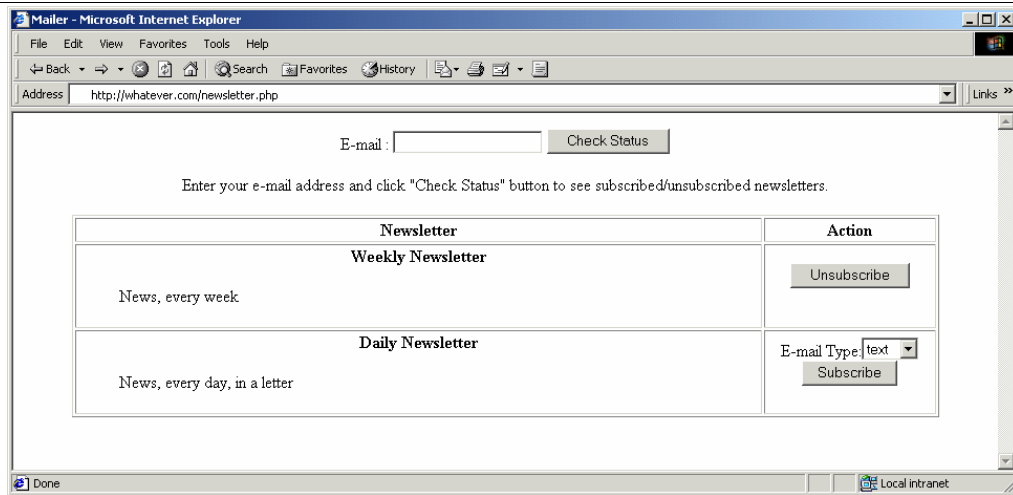 Mailer - Microsoft Internet Explorer
File Edit View Favorites Tools Help
Back Search Favorites History
Address http://whatever.com/newsletter.php Links »
E-mail : Check Status
Enter your e-mail address and click "Check Status" button to see subscribed/unsubscribed newsletters.
Newsletter Action
Weekly Newsletter
Unsubscribe
News, every week
Daily Newsletter
E-mail Type: text
Subscribe
News, every day, in a letter
Done Local intranet